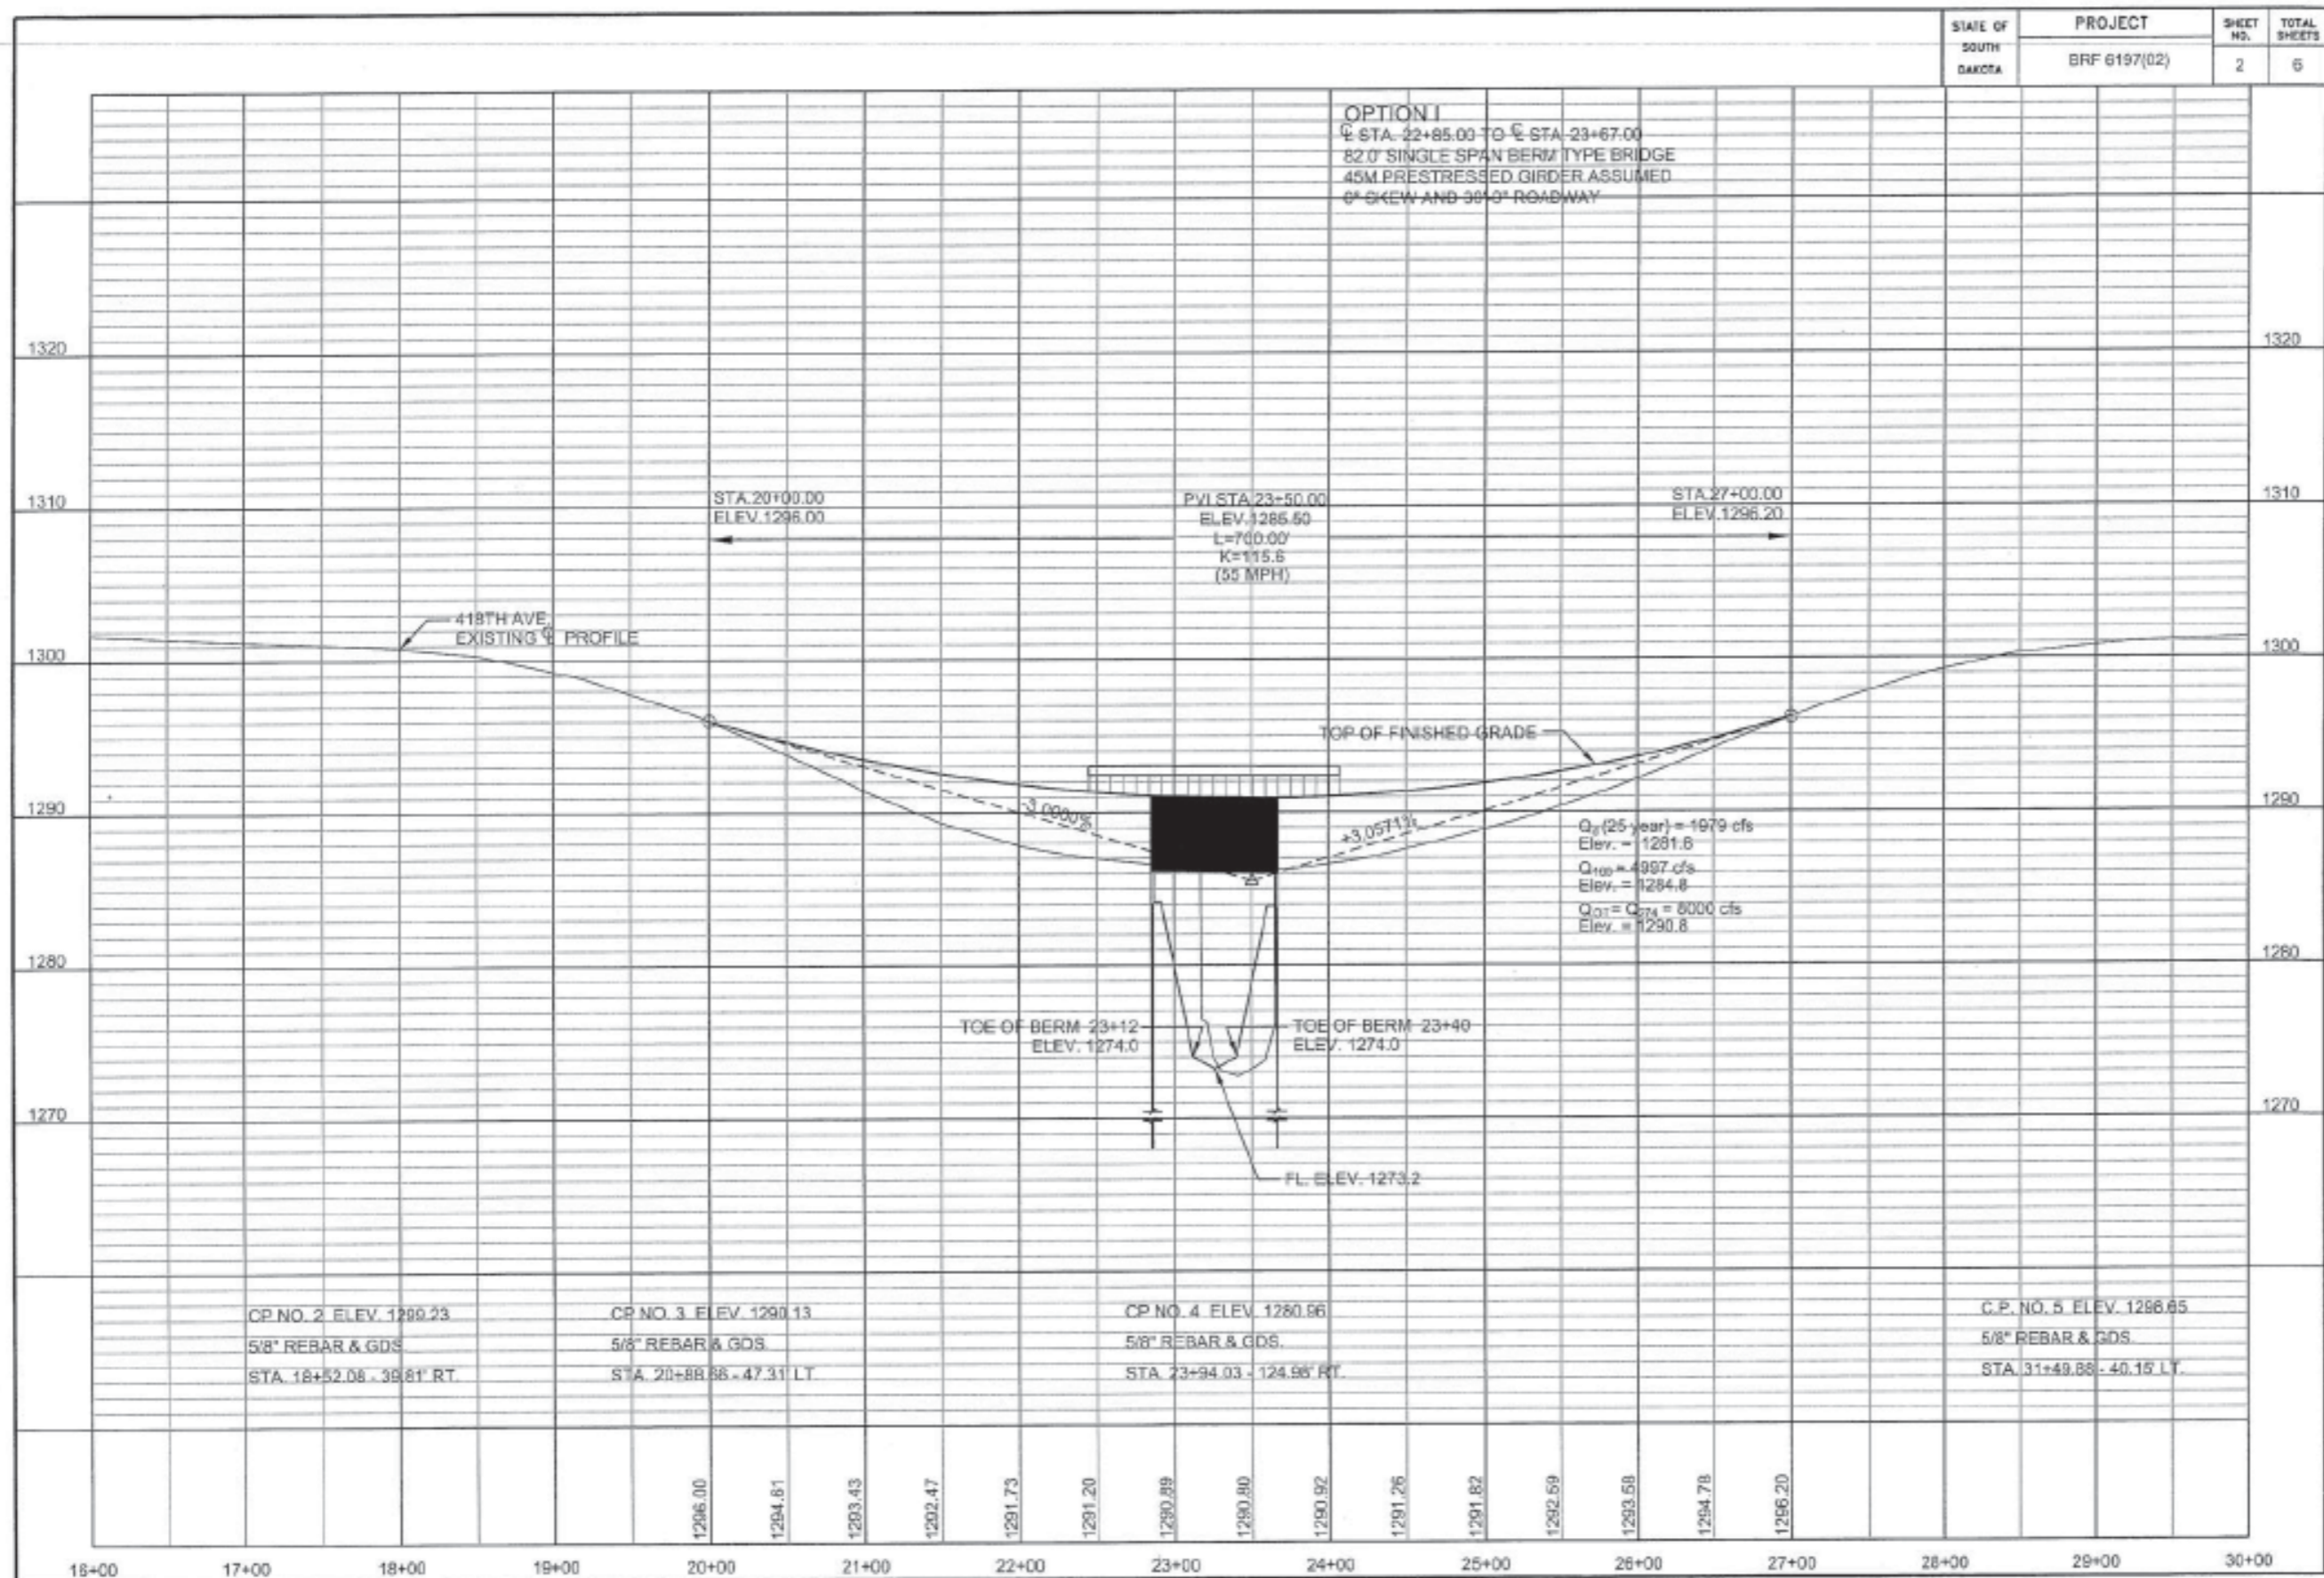 STATE OF SOUTH DAKOTA
PROJECT
BRF 6197(02)
SHEET NO.
2
TOTAL SHEETS
6
OPTION I
℄ STA. 22+85.00 TO ℄ STA. 23+67.00
82.0' SINGLE SPAN BERM TYPE BRIDGE
45M PRESTRESSED GIRDER ASSUMED
0° SKEW AND ROADWAY
1320
1320
1310
1310
STA.20+00.00
ELEV.1296.00
PVI STA 23+50.00
ELEV.1285.50
L=700.00'
K=115.6
(55 MPH)
STA.27+00.00
ELEV.1296.20
418TH AVE.
EXISTING ℄ PROFILE
1300
1300
TOP OF FINISHED GRADE
1290
1290
-3.0000%
+3.0571%
(25 year) = 1979 cfs
Elev. = 1281.6
Q100 = 4997 cfs
Elev. = 1284.8
= 8000 cfs
Elev. = 1290.8
1280
1280
TOE OF BERM 23+12
ELEV. 1274.0
TOE OF BERM 23+40
ELEV. 1274.0
1270
1270
FL. ELEV. 1273.2
CP NO. 2 ELEV. 1299.23
5/8" REBAR & GDS.
STA. 18+52.08 - 39.81' RT.
CP NO. 3 ELEV. 1290.13
5/8" REBAR & GDS.
STA. - 47.31' LT.
CP NO. 4 ELEV. 1280.96
5/8" REBAR & GDS.
STA. 23+94.03 - RT.
C.P. NO. 5 ELEV.
5/8" REBAR & GDS.
STA. 31+49.88 - 40.15' LT.
1296.00
1294.61
1293.43
1292.47
1291.73
1291.20
1290.89
1290.80
1290.92
1291.26
1291.82
1292.59
1293.58
1294.78
1296.20
16+00
17+00
18+00
19+00
20+00
21+00
22+00
23+00
24+00
25+00
26+00
27+00
28+00
29+00
30+00